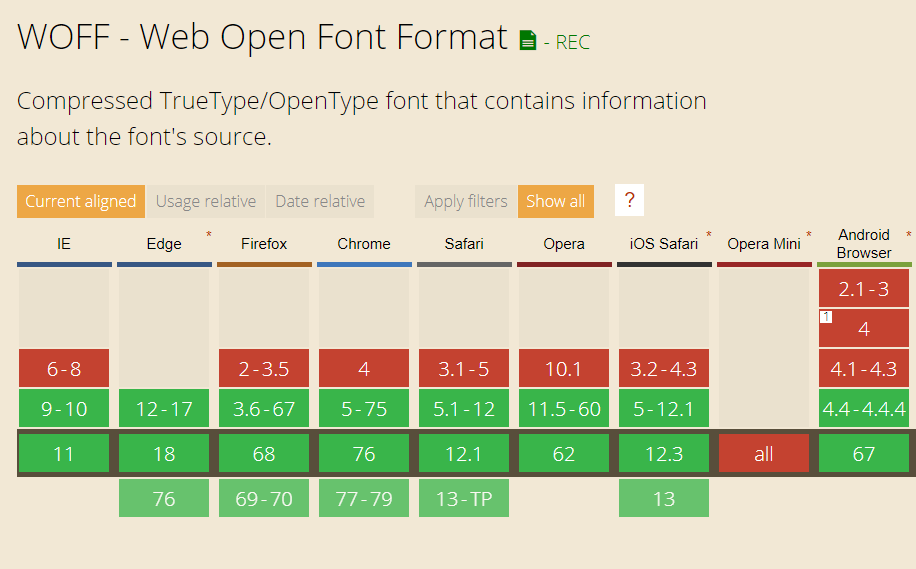 WOFF - Web Open Font Format - REC
Compressed TrueType/OpenType font that contains information
about the font's source.
Current aligned Usage relative Date relative Apply filters Show all ?
IE Edge * Firefox Chrome Safari Opera iOS Safari * Opera Mini * Android Browser *
2.1-3
1 4
6-8 2-3.5 4 3.1-5 10.1 3.2-4.3 4.1-4.3
9-10 12-17 3.6-67 5-75 5.1-12 11.5-60 5-12.1 4.4-4.4.4
11 18 68 76 12.1 62 12.3 all 67
76 69-70 77-79 13-TP 13